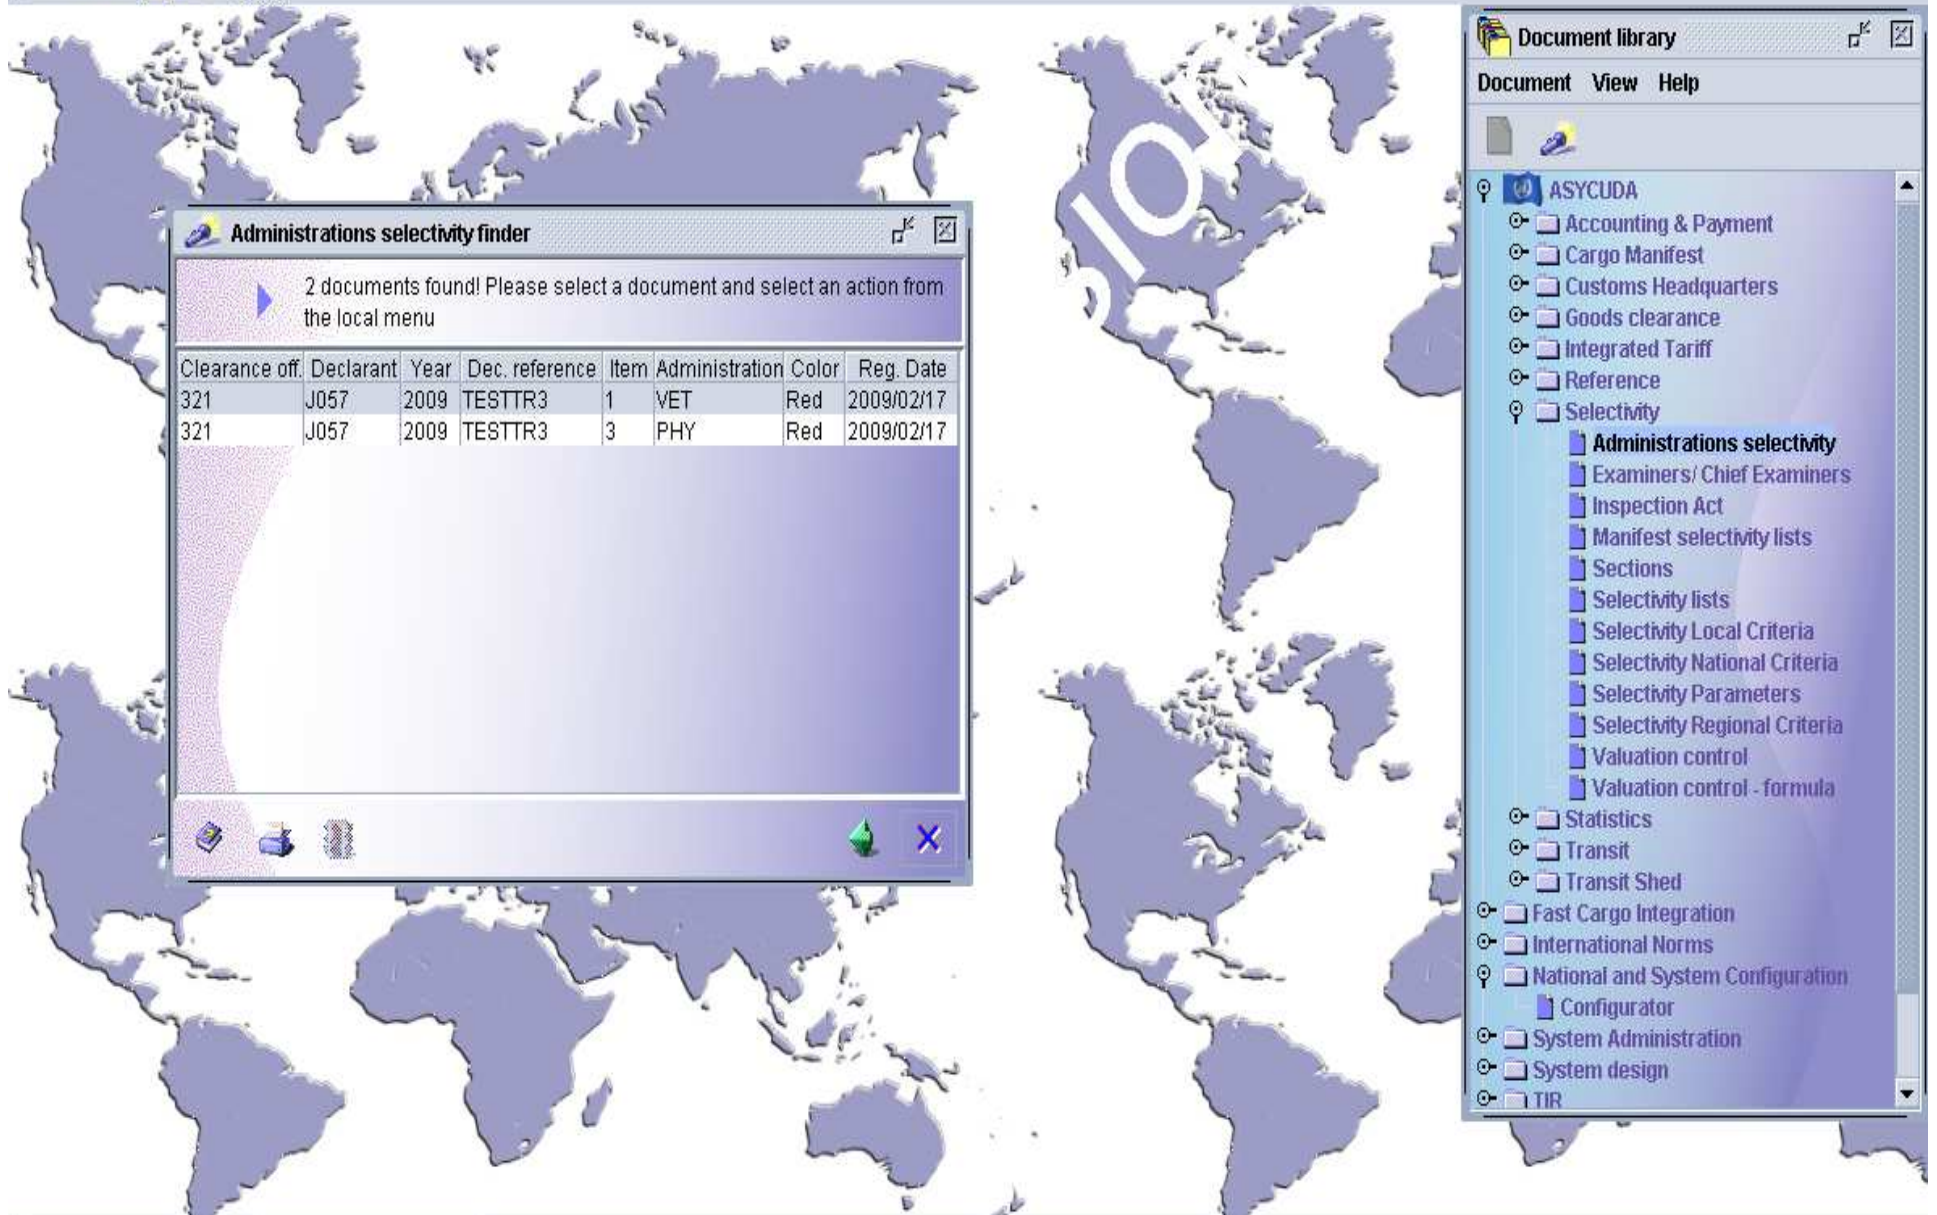 Administrations selectivity finder
2 documents found! Please select a document and select an action from
the local menu
Clearance off. Declarant Year Dec. reference Item Administration Color Reg. Date
321 J057 2009 TESTTR3 1 VET Red 2009/02/17
321 J057 2009 TESTTR3 3 PHY Red 2009/02/17
Document library
Document View Help
ASYCUDA
Accounting & Payment
Cargo Manifest
Customs Headquarters
Goods clearance
Integrated Tariff
Reference
Selectivity
Administrations selectivity
Examiners/ Chief Examiners
Inspection Act
Manifest selectivity lists
Sections
Selectivity lists
Selectivity Local Criteria
Selectivity National Criteria
Selectivity Parameters
Selectivity Regional Criteria
Valuation control
Valuation control - formula
Statistics
Transit
Transit Shed
Fast Cargo Integration
International Norms
National and System Configuration
Configurator
System Administration
System design
TIR